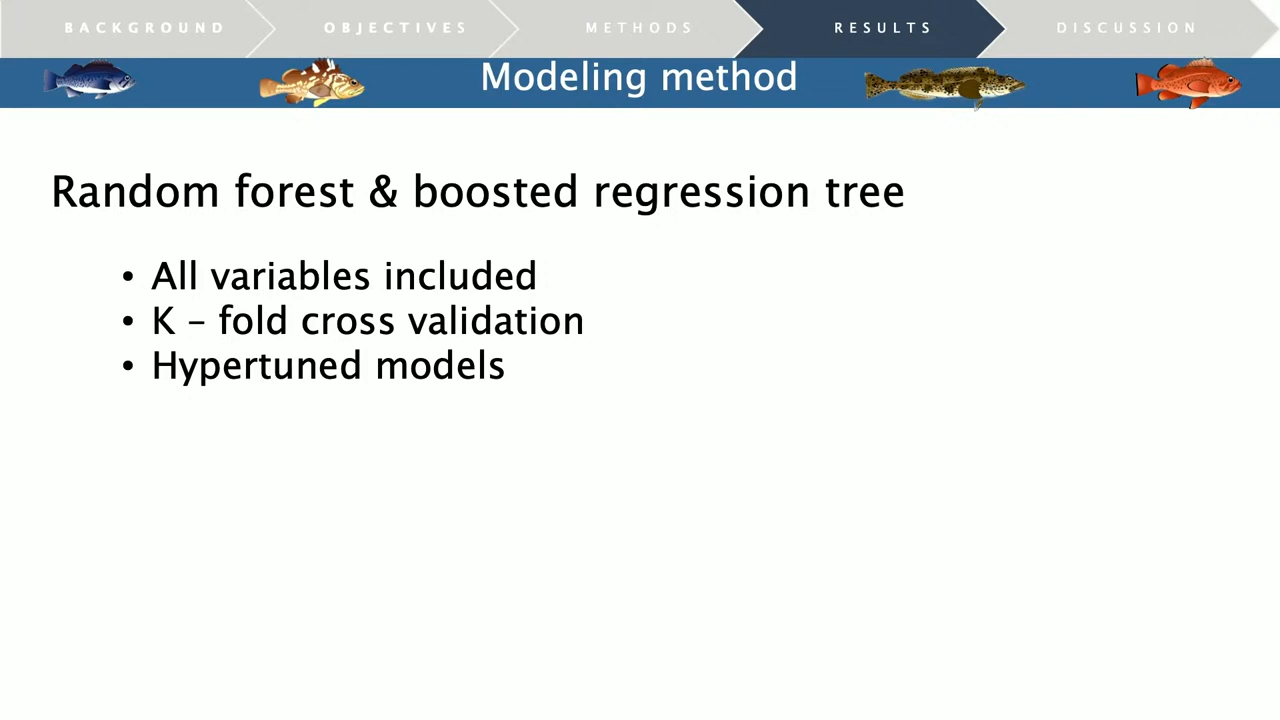 BACKGROUND OBJECTIVES METHODS RESULTS DISCUSSION
Modeling method
Random forest & boosted regression tree
• All variables included
• K – fold cross validation
• Hypertuned models